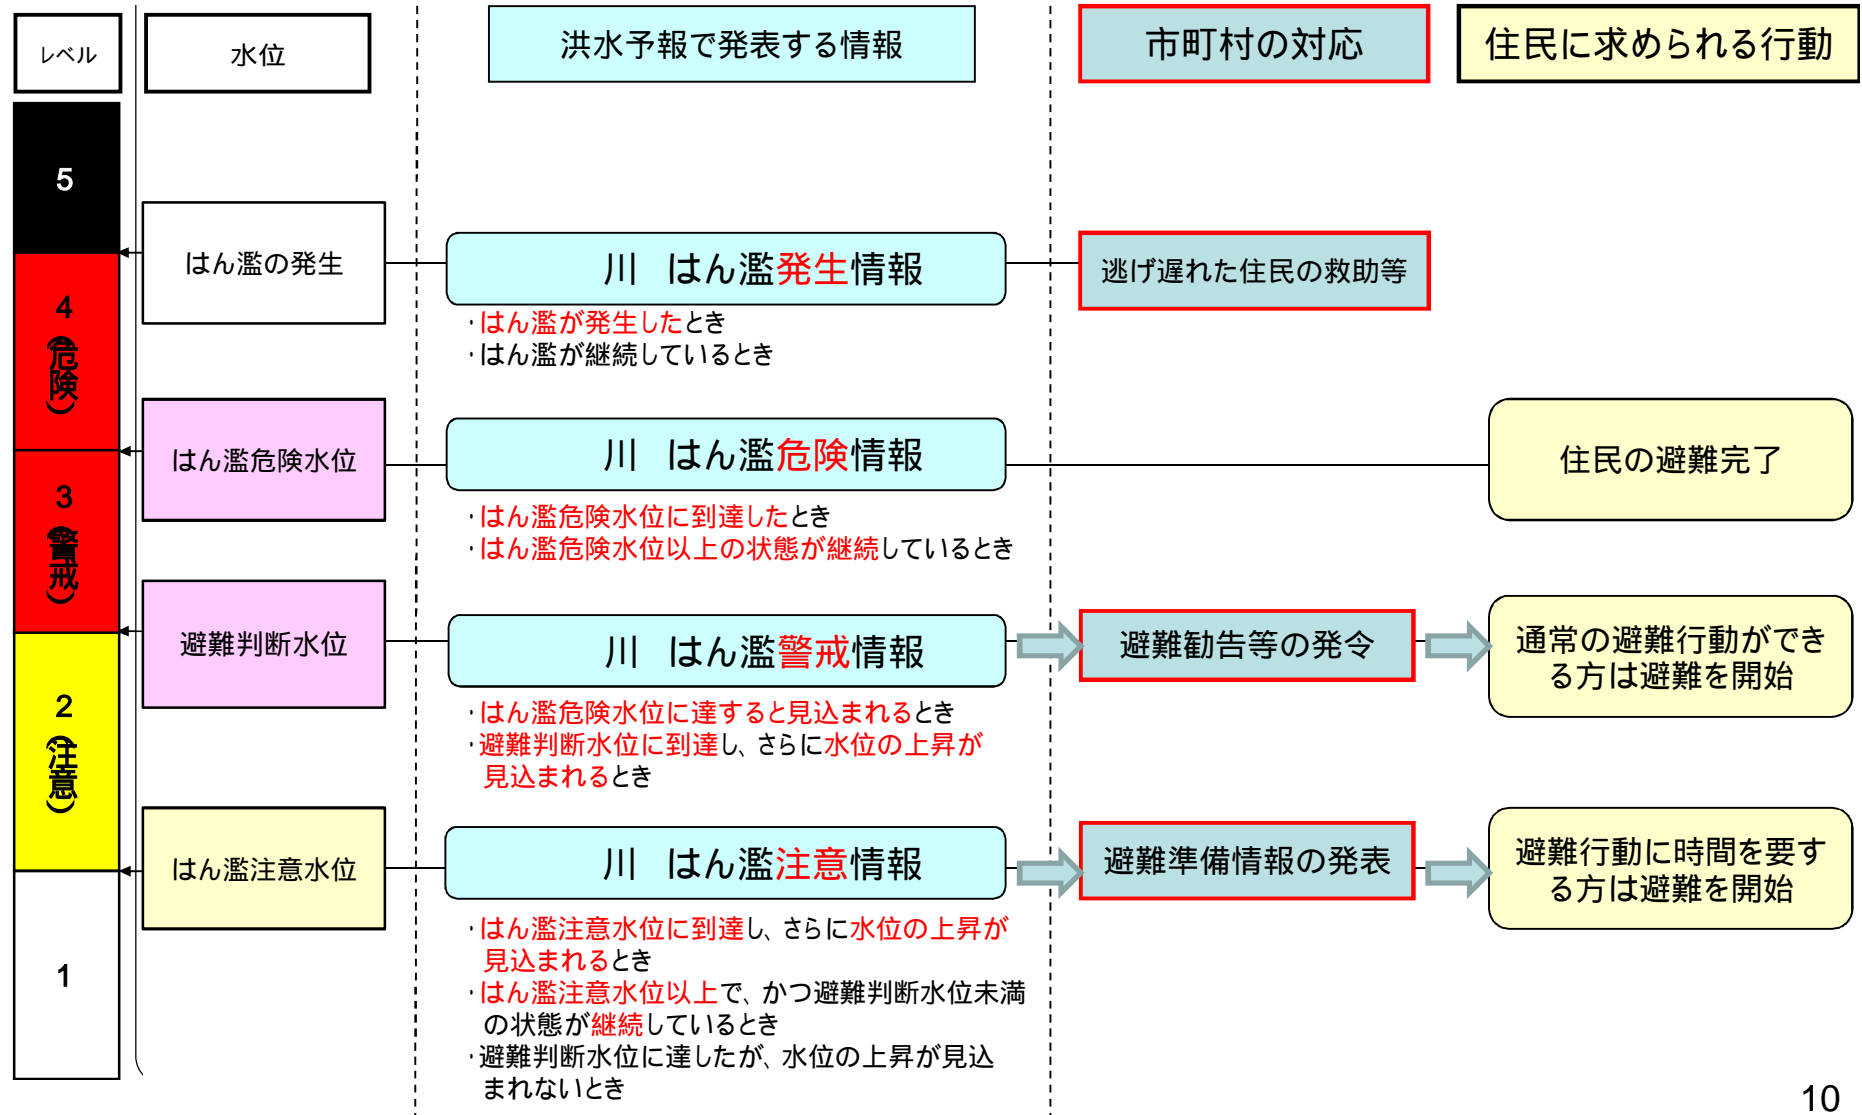 レベル
水位
洪水予報で発表する情報
市町村の対応
住民に求められる行動
5
4
(危険)
3
(警戒)
2
(注意)
1
はん濫の発生
川 はん濫発生情報
逃げ遅れた住民の救助等
・はん濫が発生したとき
・はん濫が継続しているとき
はん濫危険水位
川 はん濫危険情報
住民の避難完了
・はん濫危険水位に到達したとき
・はん濫危険水位以上の状態が継続しているとき
避難判断水位
川 はん濫警戒情報
避難勧告等の発令
通常の避難行動ができ
る方は避難を開始
・はん濫危険水位に達すると見込まれるとき
・避難判断水位に到達し、さらに水位の上昇が
見込まれるとき
はん濫注意水位
川 はん濫注意情報
避難準備情報の発表
避難行動に時間を要す
る方は避難を開始
・はん濫注意水位に到達し、さらに水位の上昇が
見込まれるとき
・はん濫注意水位以上で、かつ避難判断水位未満
の状態が継続しているとき
・避難判断水位に達したが、水位の上昇が見込
まれないとき
10